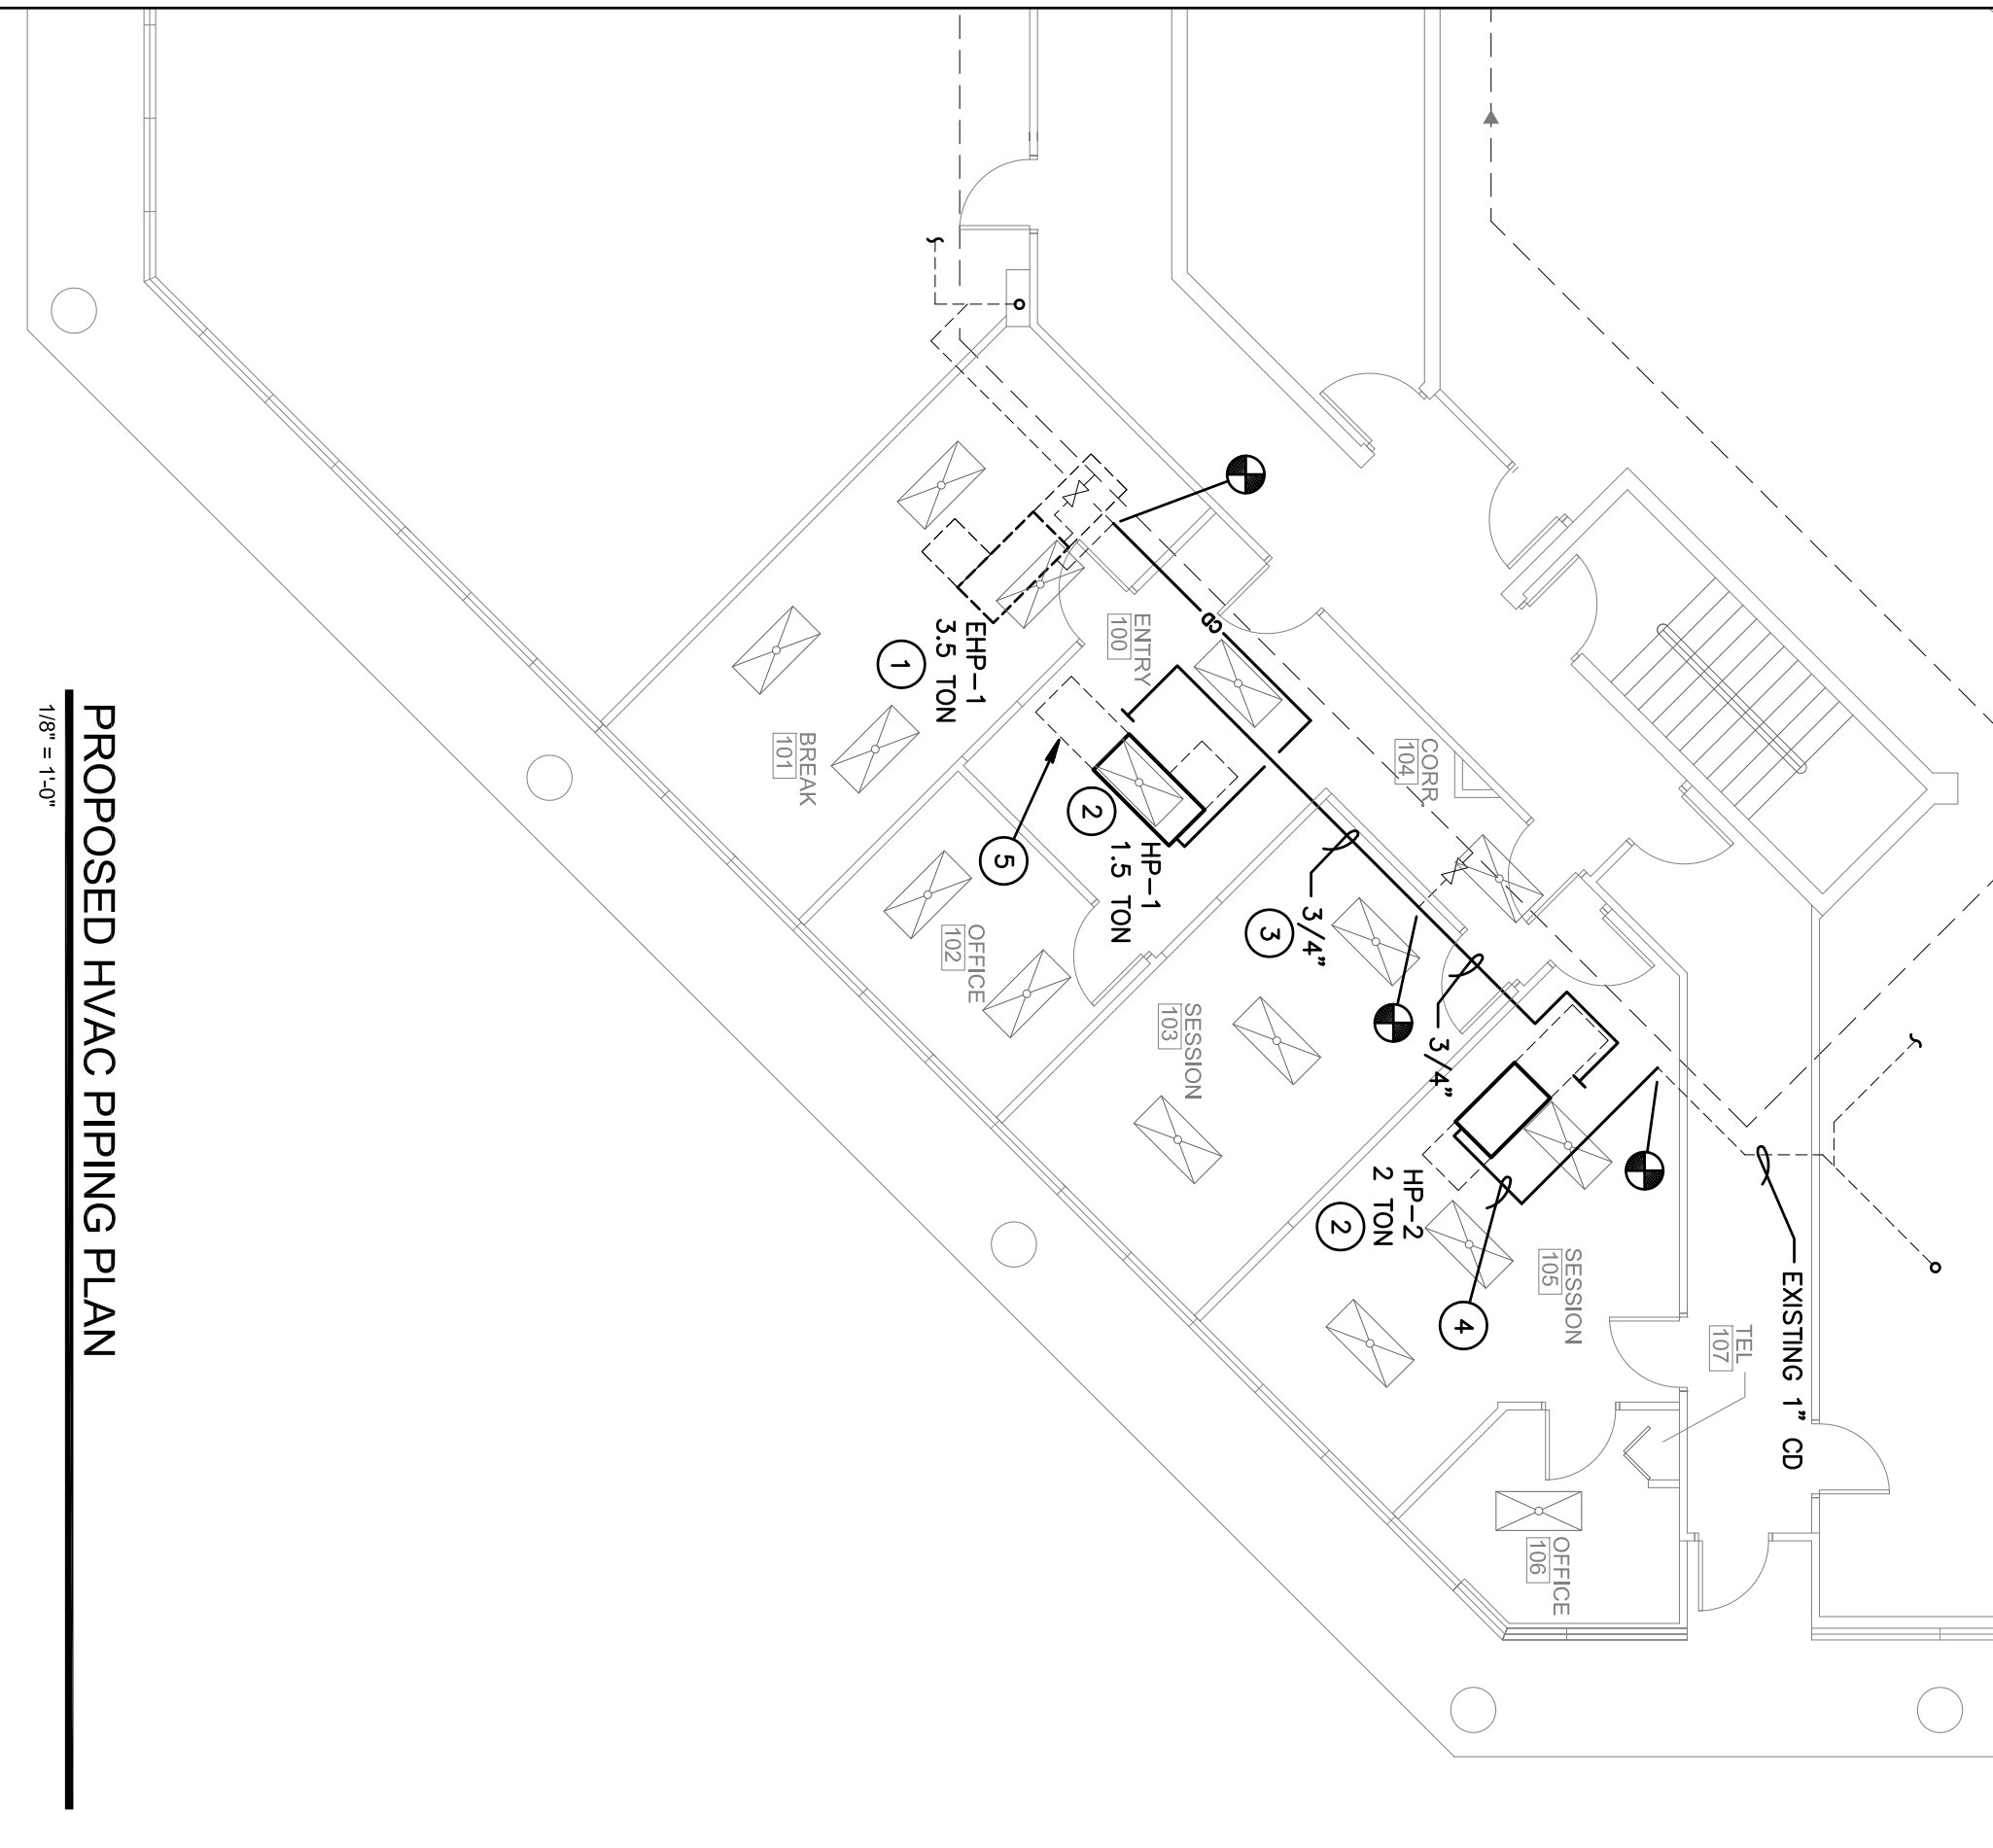 EXISTING 1" CD
TEL
107
SESSION
105
OFFICE
106
CORR
104
3/4"
HP-2
2 TON
2
4
3/4"
3
CD
ENTRY
100
SESSION
103
HP-1
1.5 TON
2
5
EHP-1
3.5 TON
1
OFFICE
102
BREAK
101
PROPOSED HVAC PIPING PLAN
1/8" = 1'-0"